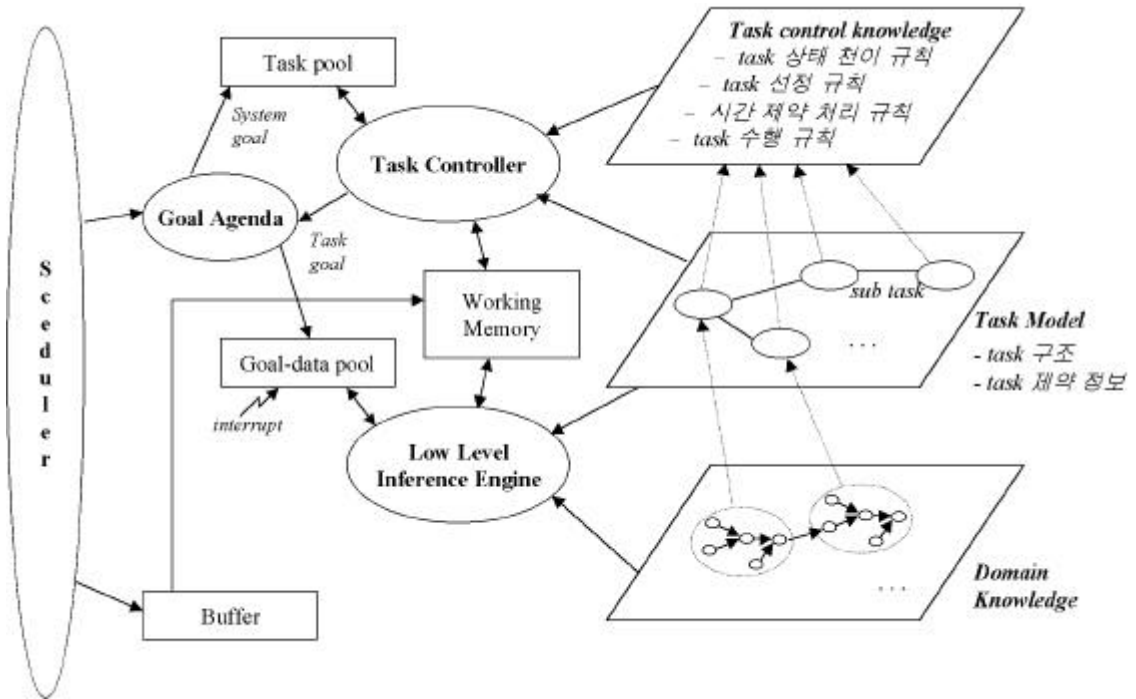 Sceduler
Task pool
System
goal
Goal Agenda
Task Controller
Task
goal
Working
Memory
Goal-data pool
interrupt
Low Level
Inference Engine
Buffer
Task control knowledge
– task 상태 천이 규칙
– task 선정 규칙
– 시간 제약 처리 규칙
– task 수행 규칙
sub task
. . .
Task Model
- task 구조
- task 제약 정보
. . .
Domain
Knowledge